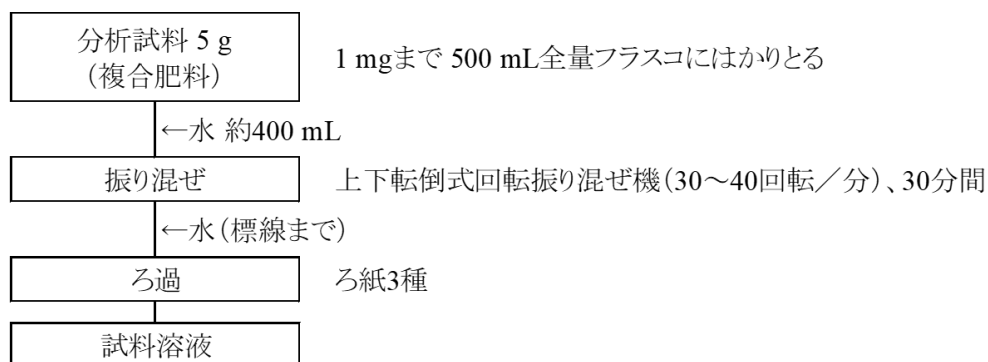 分析試料 5 g
（複合肥料）
1 mgまで 500 mL全量フラスコにはかりとる
←水 約400 mL
振り混ぜ
上下転倒式回転振り混ぜ機（30～40回転／分）、30分間
←水（標線まで）
ろ過
ろ紙3種
試料溶液